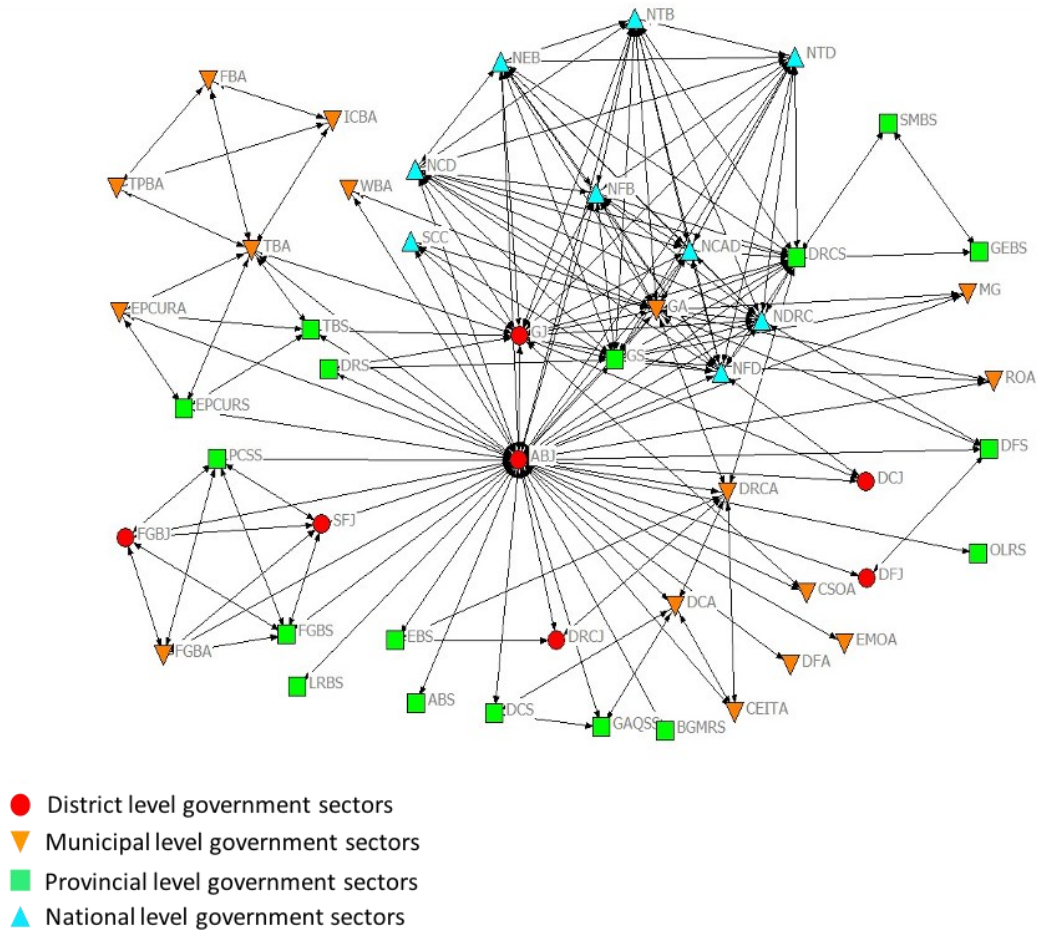 NTB
NEB
NTD
FBA
ICBA
SMBS
NCD
TPBA
WBA
NFB
SCC
TBA
NCAD
DRCS
GEBS
MG
EPCURA
GA
NDRC
TBS
GJ
GS
DRS
NFD
ROA
EPCURS
PCSS
ABJ
DFS
DCJ
DRCA
FGBJ
SFJ
OLRS
DFJ
CSOA
DCA
FGBS
EBS
DRCJ
EMOA
FGBA
DFA
LRBS
ABS
DCS
CEITA
GAQSS
BGMRS
District level government sectors
Municipal level government sectors
Provincial level government sectors
National level government sectors